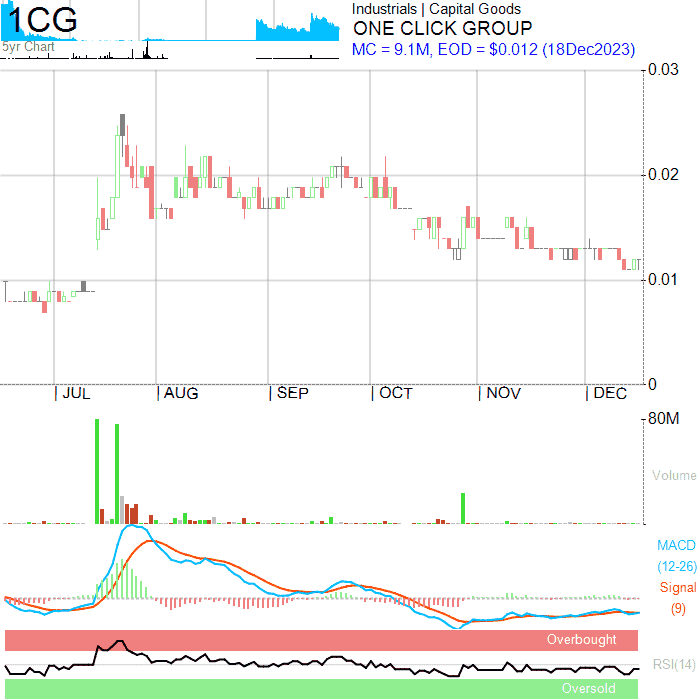 1CG
5yr Chart
Industrials | Capital Goods
ONE CLICK GROUP
MC = 9.1M, EOD = $0.012 (18Dec2023)
0.03
0.02
0.01
0
JUL AUG SEP OCT NOV DEC
80M
Volume
MACD
(12-26)
Signal
(9)
Overbought
RSI(14)
Oversold